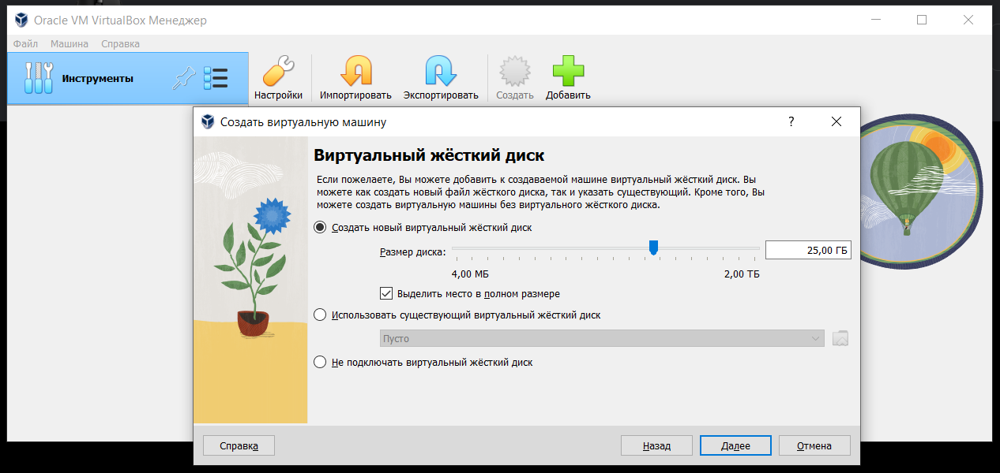 Oracle VM VirtualBox Менеджер
Файл Машина Справка
Инструменты
Настройки Импортировать Экспортировать Создать Добавить
Создать виртуальную машину
?
Виртуальный жёсткий диск
Если пожелаете, Вы можете добавить к создаваемой машине виртуальный жёсткий диск. Вы
можете как создать новый файл жёсткого диска, так и указать существующий. Кроме того, Вы
можете создать виртуальную машины без виртуального жёсткого диска.
Создать новый виртуальный жёсткий диск
Размер диска: 25,00 ГБ
4,00 МБ 2,00 ТБ
Выделить место в полном размере
Использовать существующий виртуальный жёсткий диск
Пусто
Не подключать виртуальный жёсткий диск
Справка Назад Далее Отмена